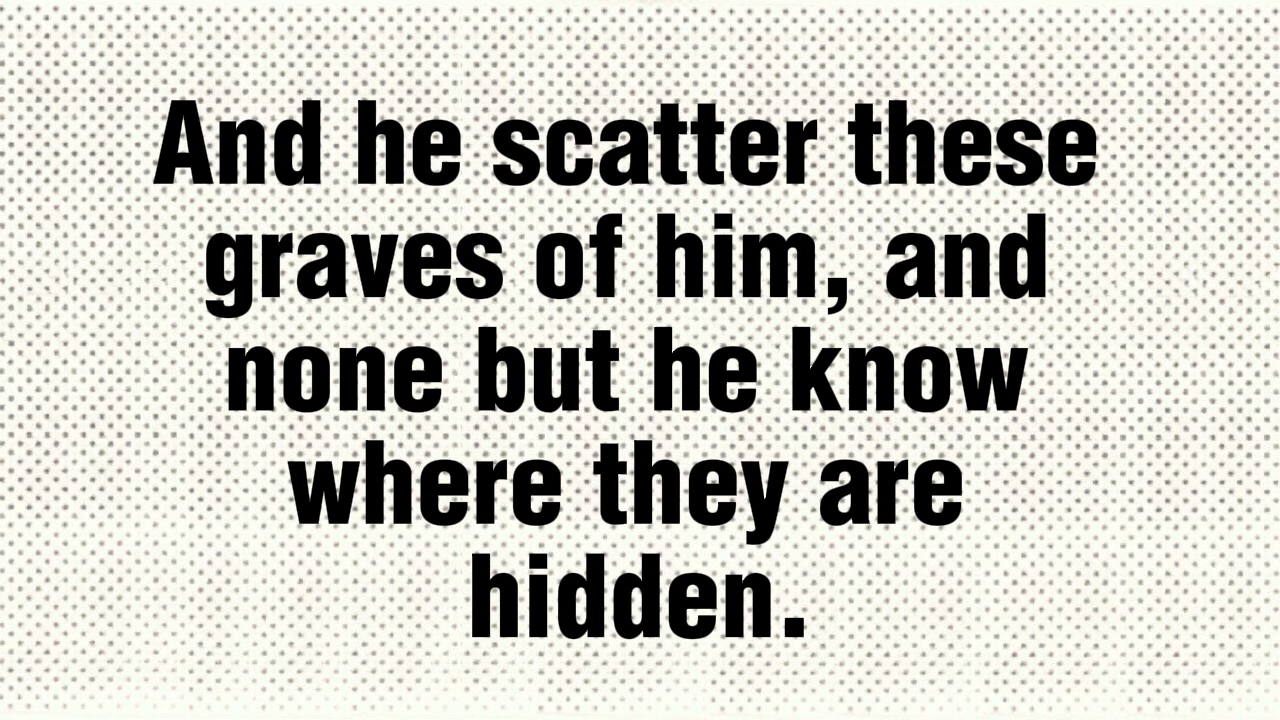 And he scatter these
graves of him, and
none but he know
where they are
hidden.